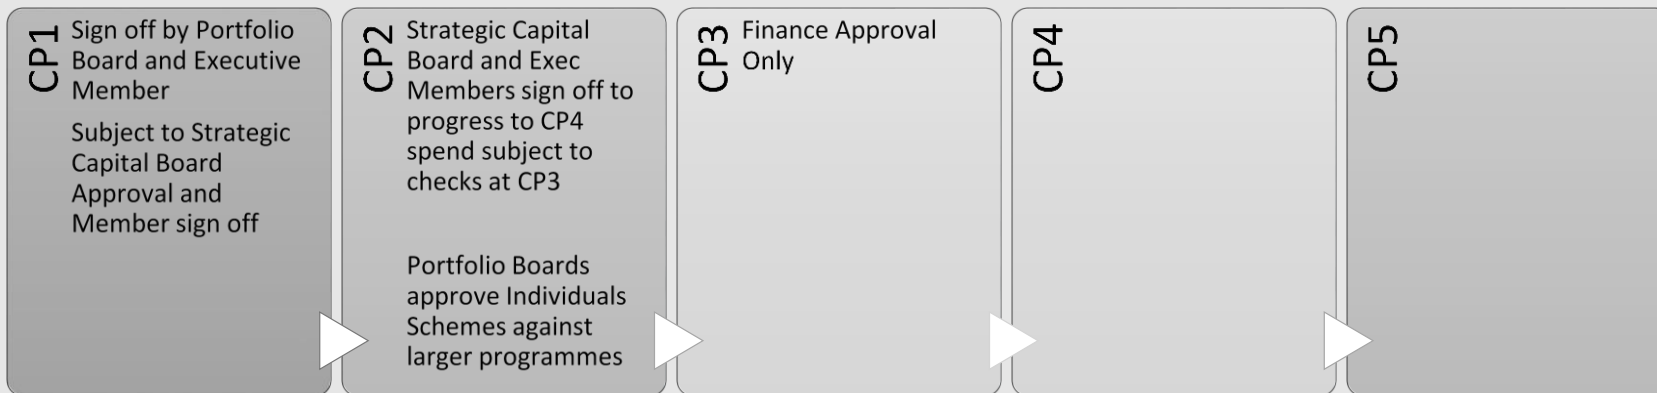 CP1
Sign off by Portfolio
Board and Executive
Member
Subject to Strategic
Capital Board
Approval and
Member sign off
CP2
Strategic Capital
Board and Exec
Members sign off to
progress to CP4
spend subject to
checks at CP3
Portfolio Boards
approve Individuals
Schemes against
larger programmes
CP3
Finance Approval
Only
CP4
CP5